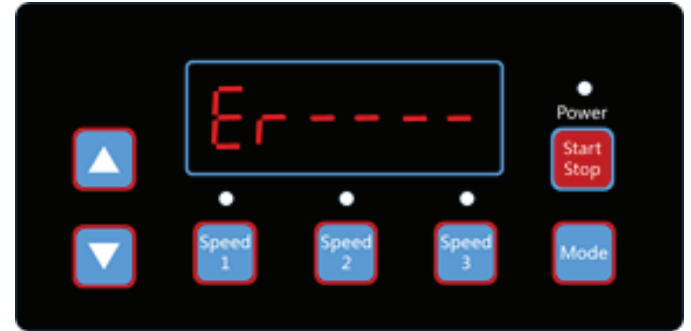 Er----
Power
Start
Stop
Speed
1
Speed
2
Speed
3
Mode